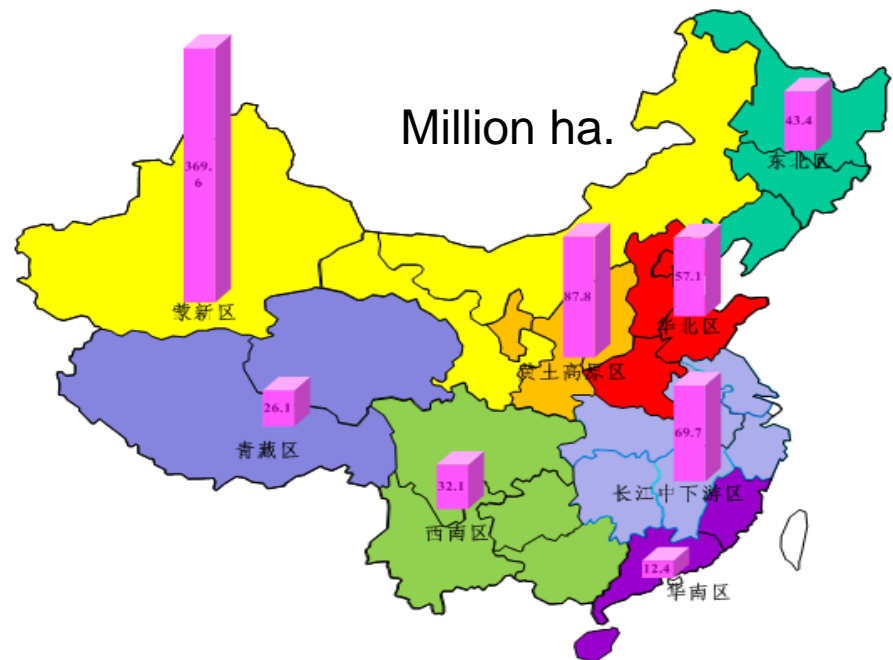 Million ha.
369.
6
蒙新区
43.4
东北区
57.1
华北区
87.8
黄土高原区
26.1
青藏区
69.7
长江中下游区
32.1
西南区
12.4
华南区